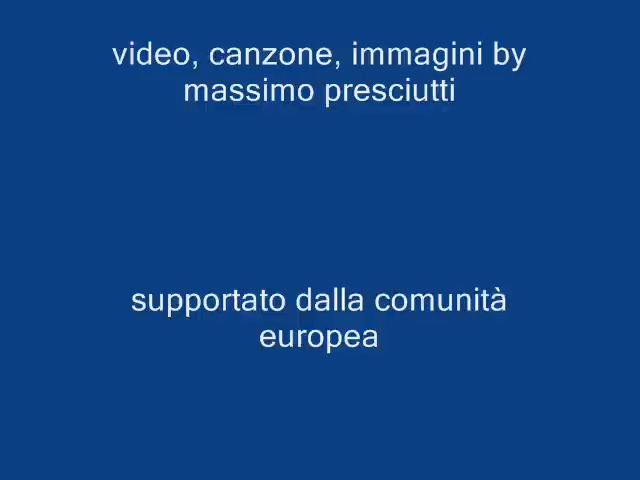 video, canzone, immagini by
massimo presciutti
supportato dalla comunità
europea